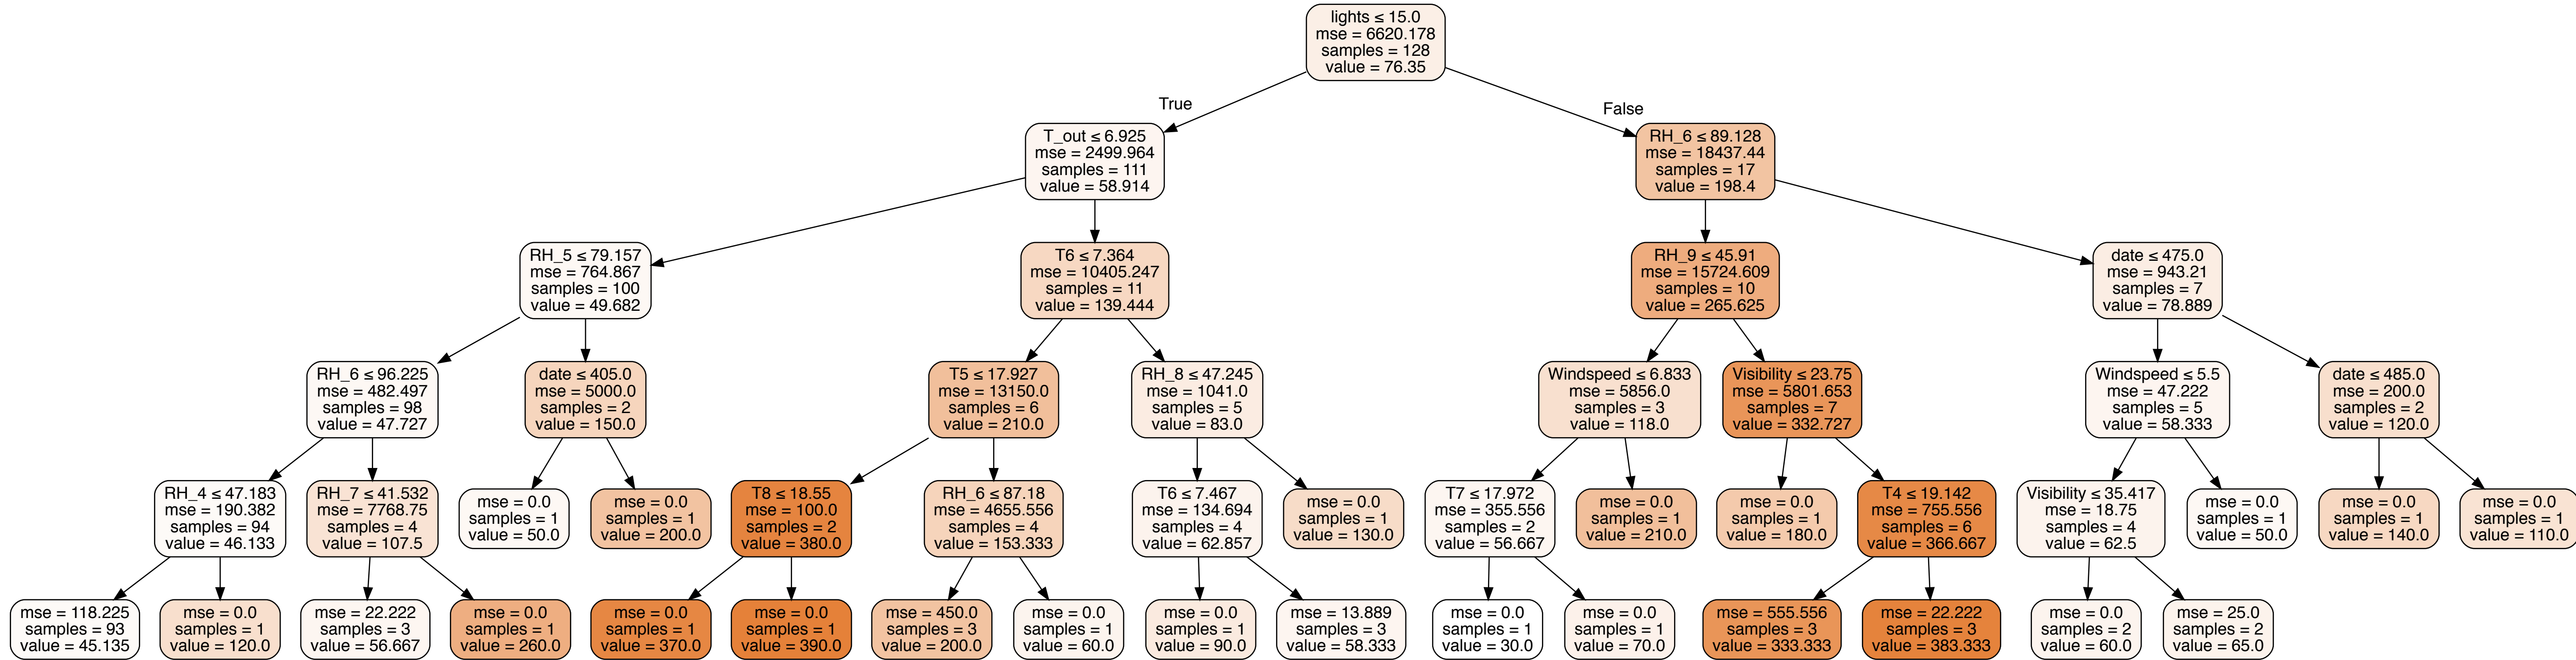 lights ≤ 15.0
mse = 6620.178
samples = 128
value = 76.35
True
False
T_out ≤ 6.925
mse = 2499.964
samples = 111
value = 58.914
RH_6 ≤ 89.128
mse = 18437.44
samples = 17
value = 198.4
RH_5 ≤ 79.157
mse = 764.867
samples = 100
value = 49.682
T6 ≤ 7.364
mse = 10405.247
samples = 11
value = 139.444
RH_9 ≤ 45.91
mse = 15724.609
samples = 10
value = 265.625
date ≤ 475.0
mse = 943.21
samples = 7
value = 78.889
RH_6 ≤ 96.225
mse = 482.497
samples = 98
value = 47.727
date ≤ 405.0
mse = 5000.0
samples = 2
value = 150.0
T5 ≤ 17.927
mse = 13150.0
samples = 6
value = 210.0
RH_8 ≤ 47.245
mse = 1041.0
samples = 5
value = 83.0
Windspeed ≤ 6.833
mse = 5856.0
samples = 3
value = 118.0
Visibility ≤ 23.75
mse = 5801.653
samples = 7
value = 332.727
Windspeed ≤ 5.5
mse = 47.222
samples = 5
value = 58.333
date ≤ 485.0
mse = 200.0
samples = 2
value = 120.0
RH_4 ≤ 47.183
mse = 190.382
samples = 94
value = 46.133
RH_7 ≤ 41.532
mse = 7768.75
samples = 4
value = 107.5
mse = 0.0
samples = 1
value = 50.0
mse = 0.0
samples = 1
value = 200.0
T8 ≤ 18.55
mse = 100.0
samples = 2
value = 380.0
RH_6 ≤ 87.18
mse = 4655.556
samples = 4
value = 153.333
T6 ≤ 7.467
mse = 134.694
samples = 4
value = 62.857
mse = 0.0
samples = 1
value = 130.0
T7 ≤ 17.972
mse = 355.556
samples = 2
value = 56.667
mse = 0.0
samples = 1
value = 210.0
mse = 0.0
samples = 1
value = 180.0
T4 ≤ 19.142
mse = 755.556
samples = 6
value = 366.667
Visibility ≤ 35.417
mse = 18.75
samples = 4
value = 62.5
mse = 0.0
samples = 1
value = 50.0
mse = 0.0
samples = 1
value = 140.0
mse = 0.0
samples = 1
value = 110.0
mse = 118.225
samples = 93
value = 45.135
mse = 0.0
samples = 1
value = 120.0
mse = 22.222
samples = 3
value = 56.667
mse = 0.0
samples = 1
value = 260.0
mse = 0.0
samples = 1
value = 370.0
mse = 0.0
samples = 1
value = 390.0
mse = 450.0
samples = 3
value = 200.0
mse = 0.0
samples = 1
value = 60.0
mse = 0.0
samples = 1
value = 90.0
mse = 13.889
samples = 3
value = 58.333
mse = 0.0
samples = 1
value = 30.0
mse = 0.0
samples = 1
value = 70.0
mse = 555.556
samples = 3
value = 333.333
mse = 22.222
samples = 3
value = 383.333
mse = 0.0
samples = 2
value = 60.0
mse = 25.0
samples = 2
value = 65.0